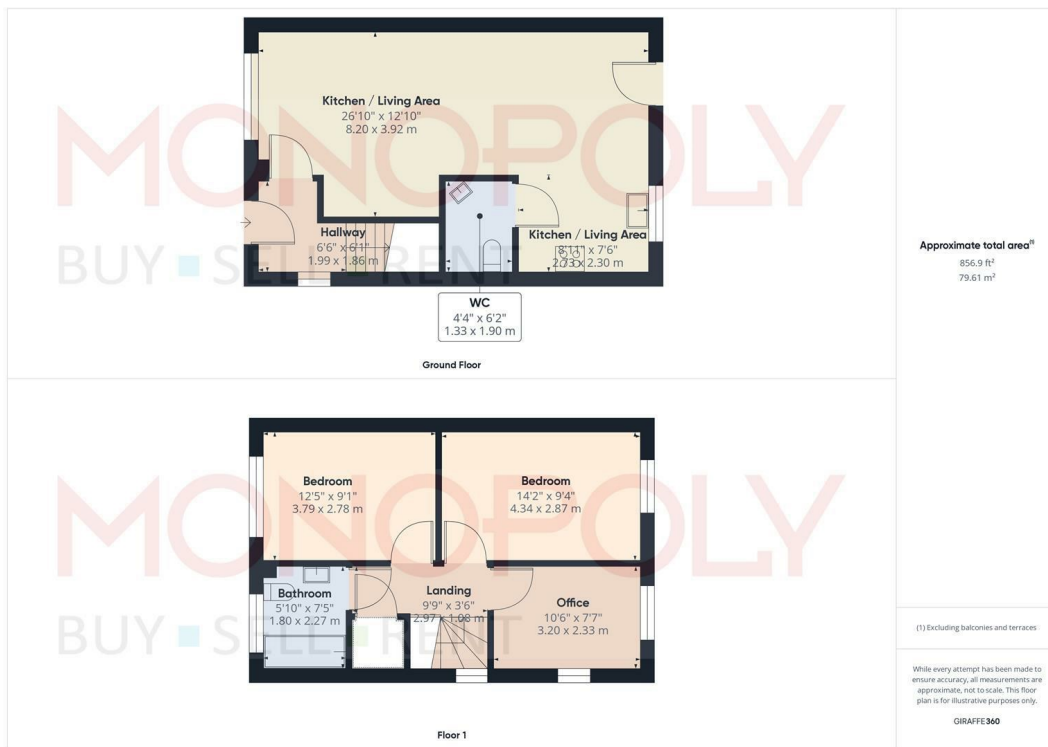 MONOPOLY
BUY SELL RENT
Kitchen / Living Area
26'10" x 12'10"
8.20 x 3.92 m
Hallway
6'6" x 6'1"
1.99 x 1.86 m
Kitchen / Living Area
8'11" x 7'6"
2.73 x 2.30 m
WC
4'4" x 6'2"
1.33 x 1.90 m
Ground Floor
MONOPOLY
BUY SELL RENT
Bedroom
12'5" x 9'1"
3.79 x 2.78 m
Bedroom
14'2" x 9'4"
4.34 x 2.87 m
Bathroom
5'10" x 7'5"
1.80 x 2.27 m
Landing
9'9" x 3'6"
2.97 x 1.08 m
Office
10'6" x 7'7"
3.20 x 2.33 m
Floor 1
Approximate total area(1)
856.9 ft²
79.61 m²
(1) Excluding balconies and terraces
While every attempt has been made to
ensure accuracy, all measurements are
approximate, not to scale. This floor
plan is for illustrative purposes only.
GIRAFFE360